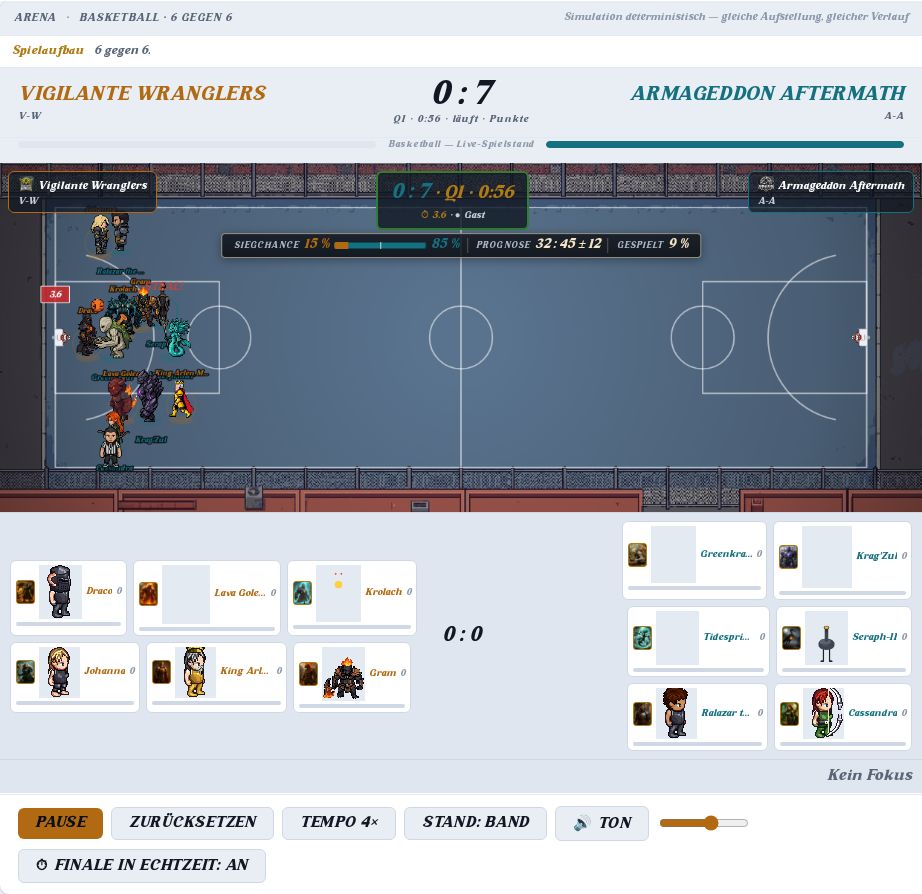 ARENA · BASKETBALL · 6 GEGEN 6
Simulation deterministisch — gleiche Aufstellung, gleicher Verlauf
Spielaufbau 6 gegen 6.
VIGILANTE WRANGLERS
V-W
0 : 7
Q1 · 0:56 · läuft · Punkte
ARMAGEDDON AFTERMATH
A-A
Basketball — Live-Spielstand
Vigilante Wranglers
V-W
0 : 7 · Q1 · 0:56
⏱ 3.6 · ● Gast
Armageddon Aftermath
A-A
SIEGCHANCE 15 % 85 % PROGNOSE 32 : 45 ± 12 GESPIELT 9 %
Ralazar the...
Gram
Krolach
3.6
Draco
Lava Gole...
King Arlen M...
Krag'Zul
Draco 0
Lava Gole... 0
Krolach 0
Johanna 0
King Arl... 0
Gram 0
0 : 0
Greenkra... 0
Krag'Zul 0
Tidespri... 0
Seraph-II 0
Ralazar t... 0
Cassandra 0
Kein Fokus
PAUSE
ZURÜCKSETZEN
TEMPO 4×
STAND: BAND
🔊 TON
⏱ FINALE IN ECHTZEIT: AN